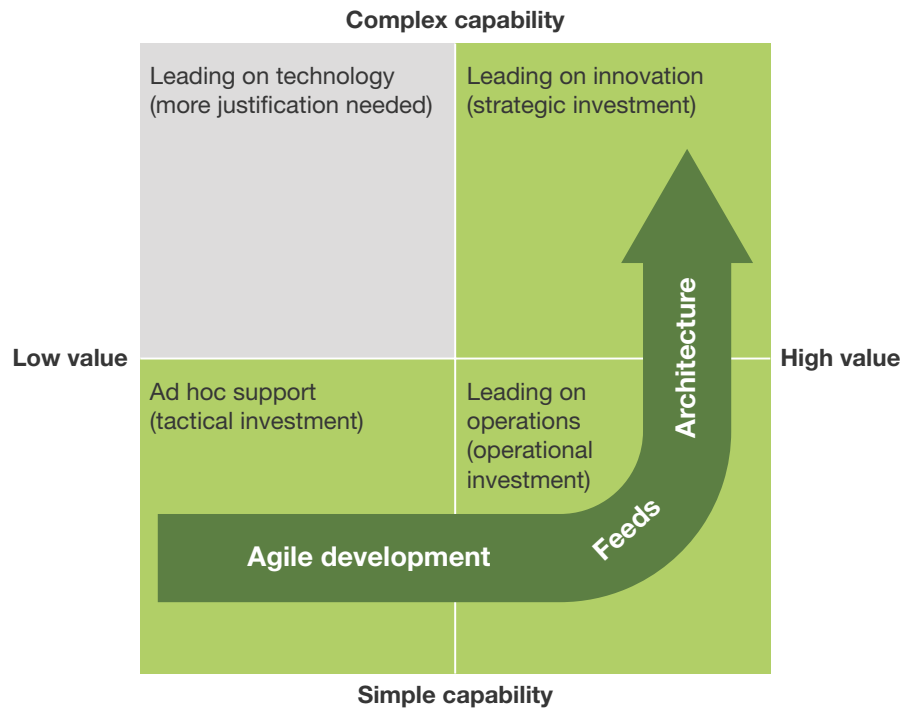 Complex capability
Leading on technology
(more justification needed)
Leading on innovation
(strategic investment)
Low value
High value
Ad hoc support
(tactical investment)
Leading on
operations
(operational
investment)
Agile development
Feeds
Architecture
Simple capability